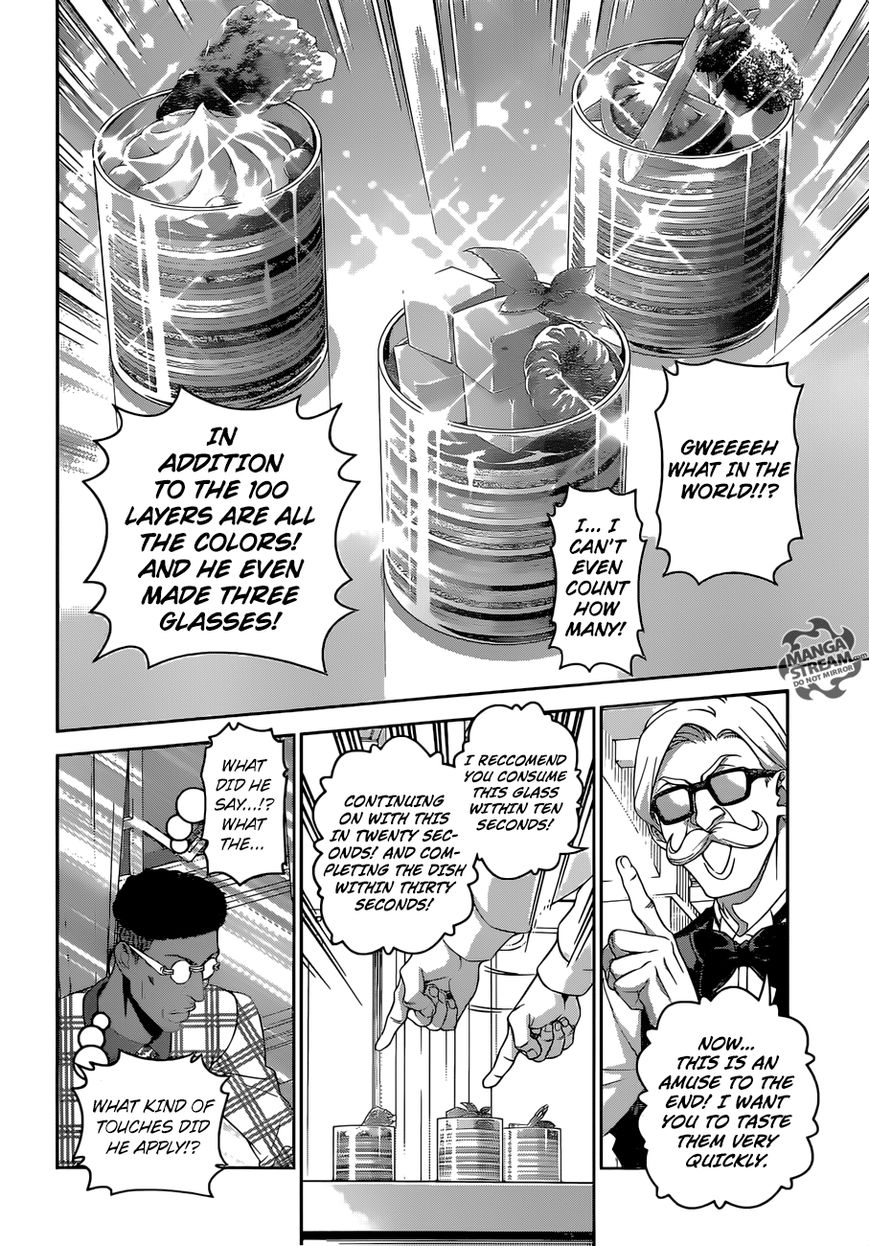 GWEEEEH
WHAT IN THE
WORLD!!?
I... I
CAN'T
EVEN
COUNT
HOW
MANY!
IN
ADDITION
TO THE 100
LAYERS ARE ALL
THE COLORS!
AND HE EVEN
MADE THREE
GLASSES!
MANGA
STREAM.com
DO NOT MIRROR
NOW...
THIS IS AN
AMUSE TO THE
END! I WANT
YOU TO TASTE
THEM VERY
QUICKLY.
I RECCOMEND
YOU CONSUME
THIS GLASS
WITHIN TEN
SECONDS!
CONTINUING
ON WITH THIS
IN TWENTY SEC-
ONDS! AND COM-
PLETING THE DISH
WITHIN THIRTY
SECONDS!
WHAT
DID HE
SAY...!?
WHAT
THE...
WHAT KIND OF
TOUCHES DID
HE APPLY!?